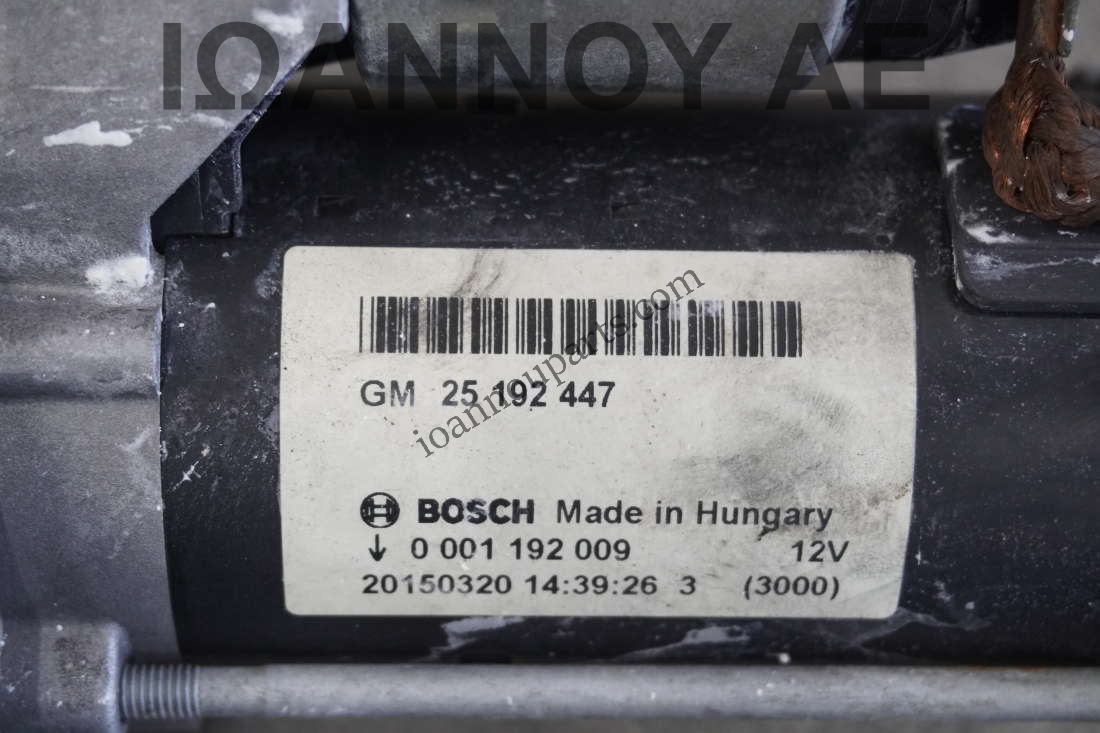 ΙΩΑΝΝΟΥ ΑΕ
GM 25 192 447
ioannouparts.com
BOSCH Made in Hungary
↓ 0 001 192 009 12V
20150320 14:39:26 3 (3000)